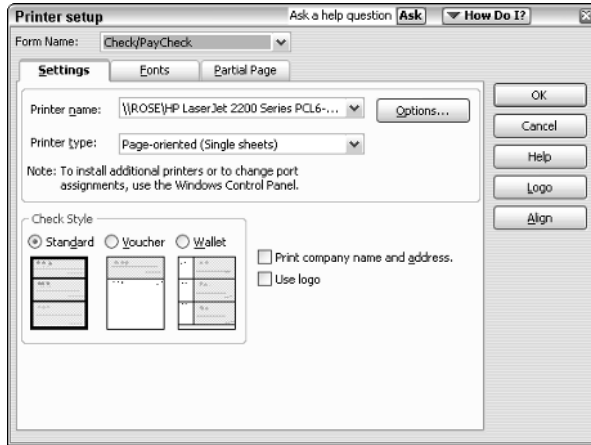 Printer setup
Ask a help question Ask How Do I?
Form Name: Check/PayCheck
Settings Fonts Partial Page
Printer name: \\ROSE\HP LaserJet 2200 Series PCL6-... Options...
Printer type: Page-oriented (Single sheets)
Note: To install additional printers or to change port
assignments, use the Windows Control Panel.
Check Style
Standard Voucher Wallet
Print company name and address.
Use logo
OK
Cancel
Help
Logo
Align